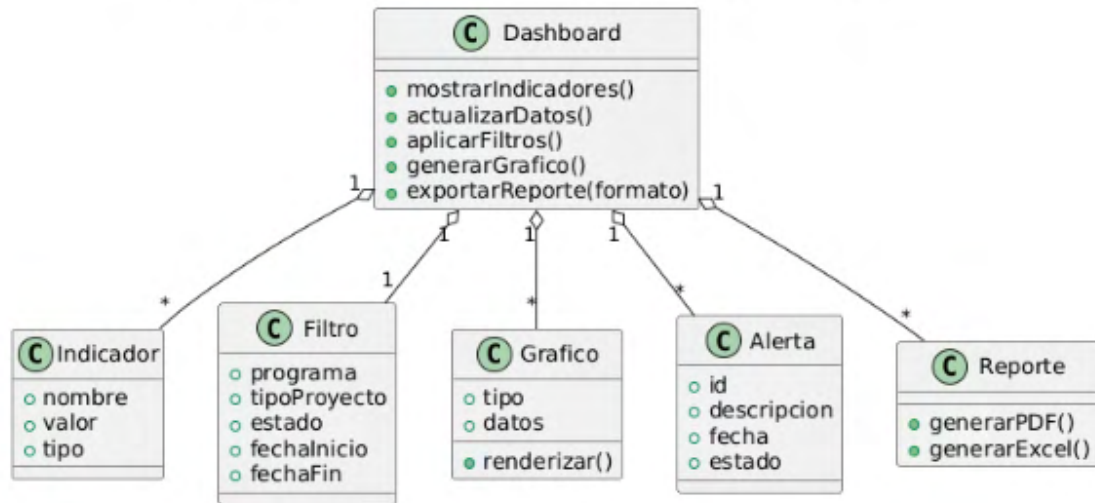 C Dashboard
mostrarIndicadores()
actualizarDatos()
aplicarFiltros()
generarGrafico()
exportarReporte(formato)
1
1
1
1
1
*
1
*
*
*
C Indicador
nombre
valor
tipo
C Filtro
programa
tipoProyecto
estado
fechaInicio
fechaFin
C Grafico
tipo
datos
renderizar()
C Alerta
id
descripcion
fecha
estado
C Reporte
generarPDF()
generarExcel()